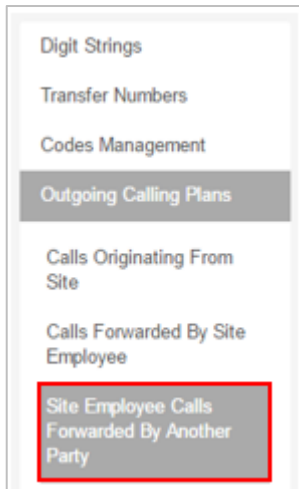 Digit Strings
Transfer Numbers
Codes Management
Outgoing Calling Plans
Calls Originating From
Site
Calls Forwarded By Site
Employee
Site Employee Calls
Forwarded By Another
Party